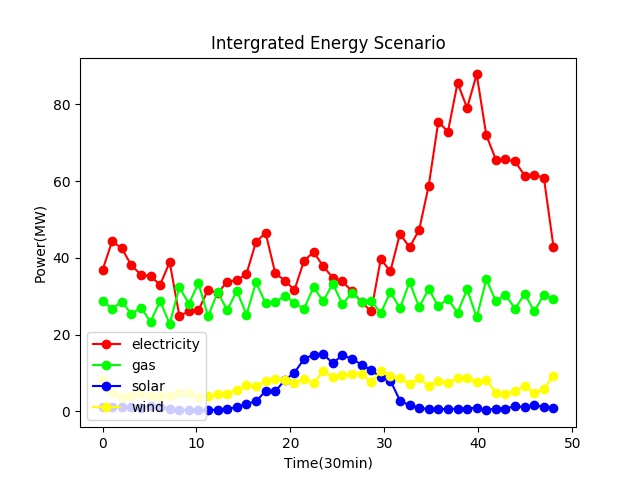 Intergrated Energy Scenario
Power(MW)
80
60
40
20
0
electricity
gas
solar
wind
0 10 20 30 40 50
Time(30min)